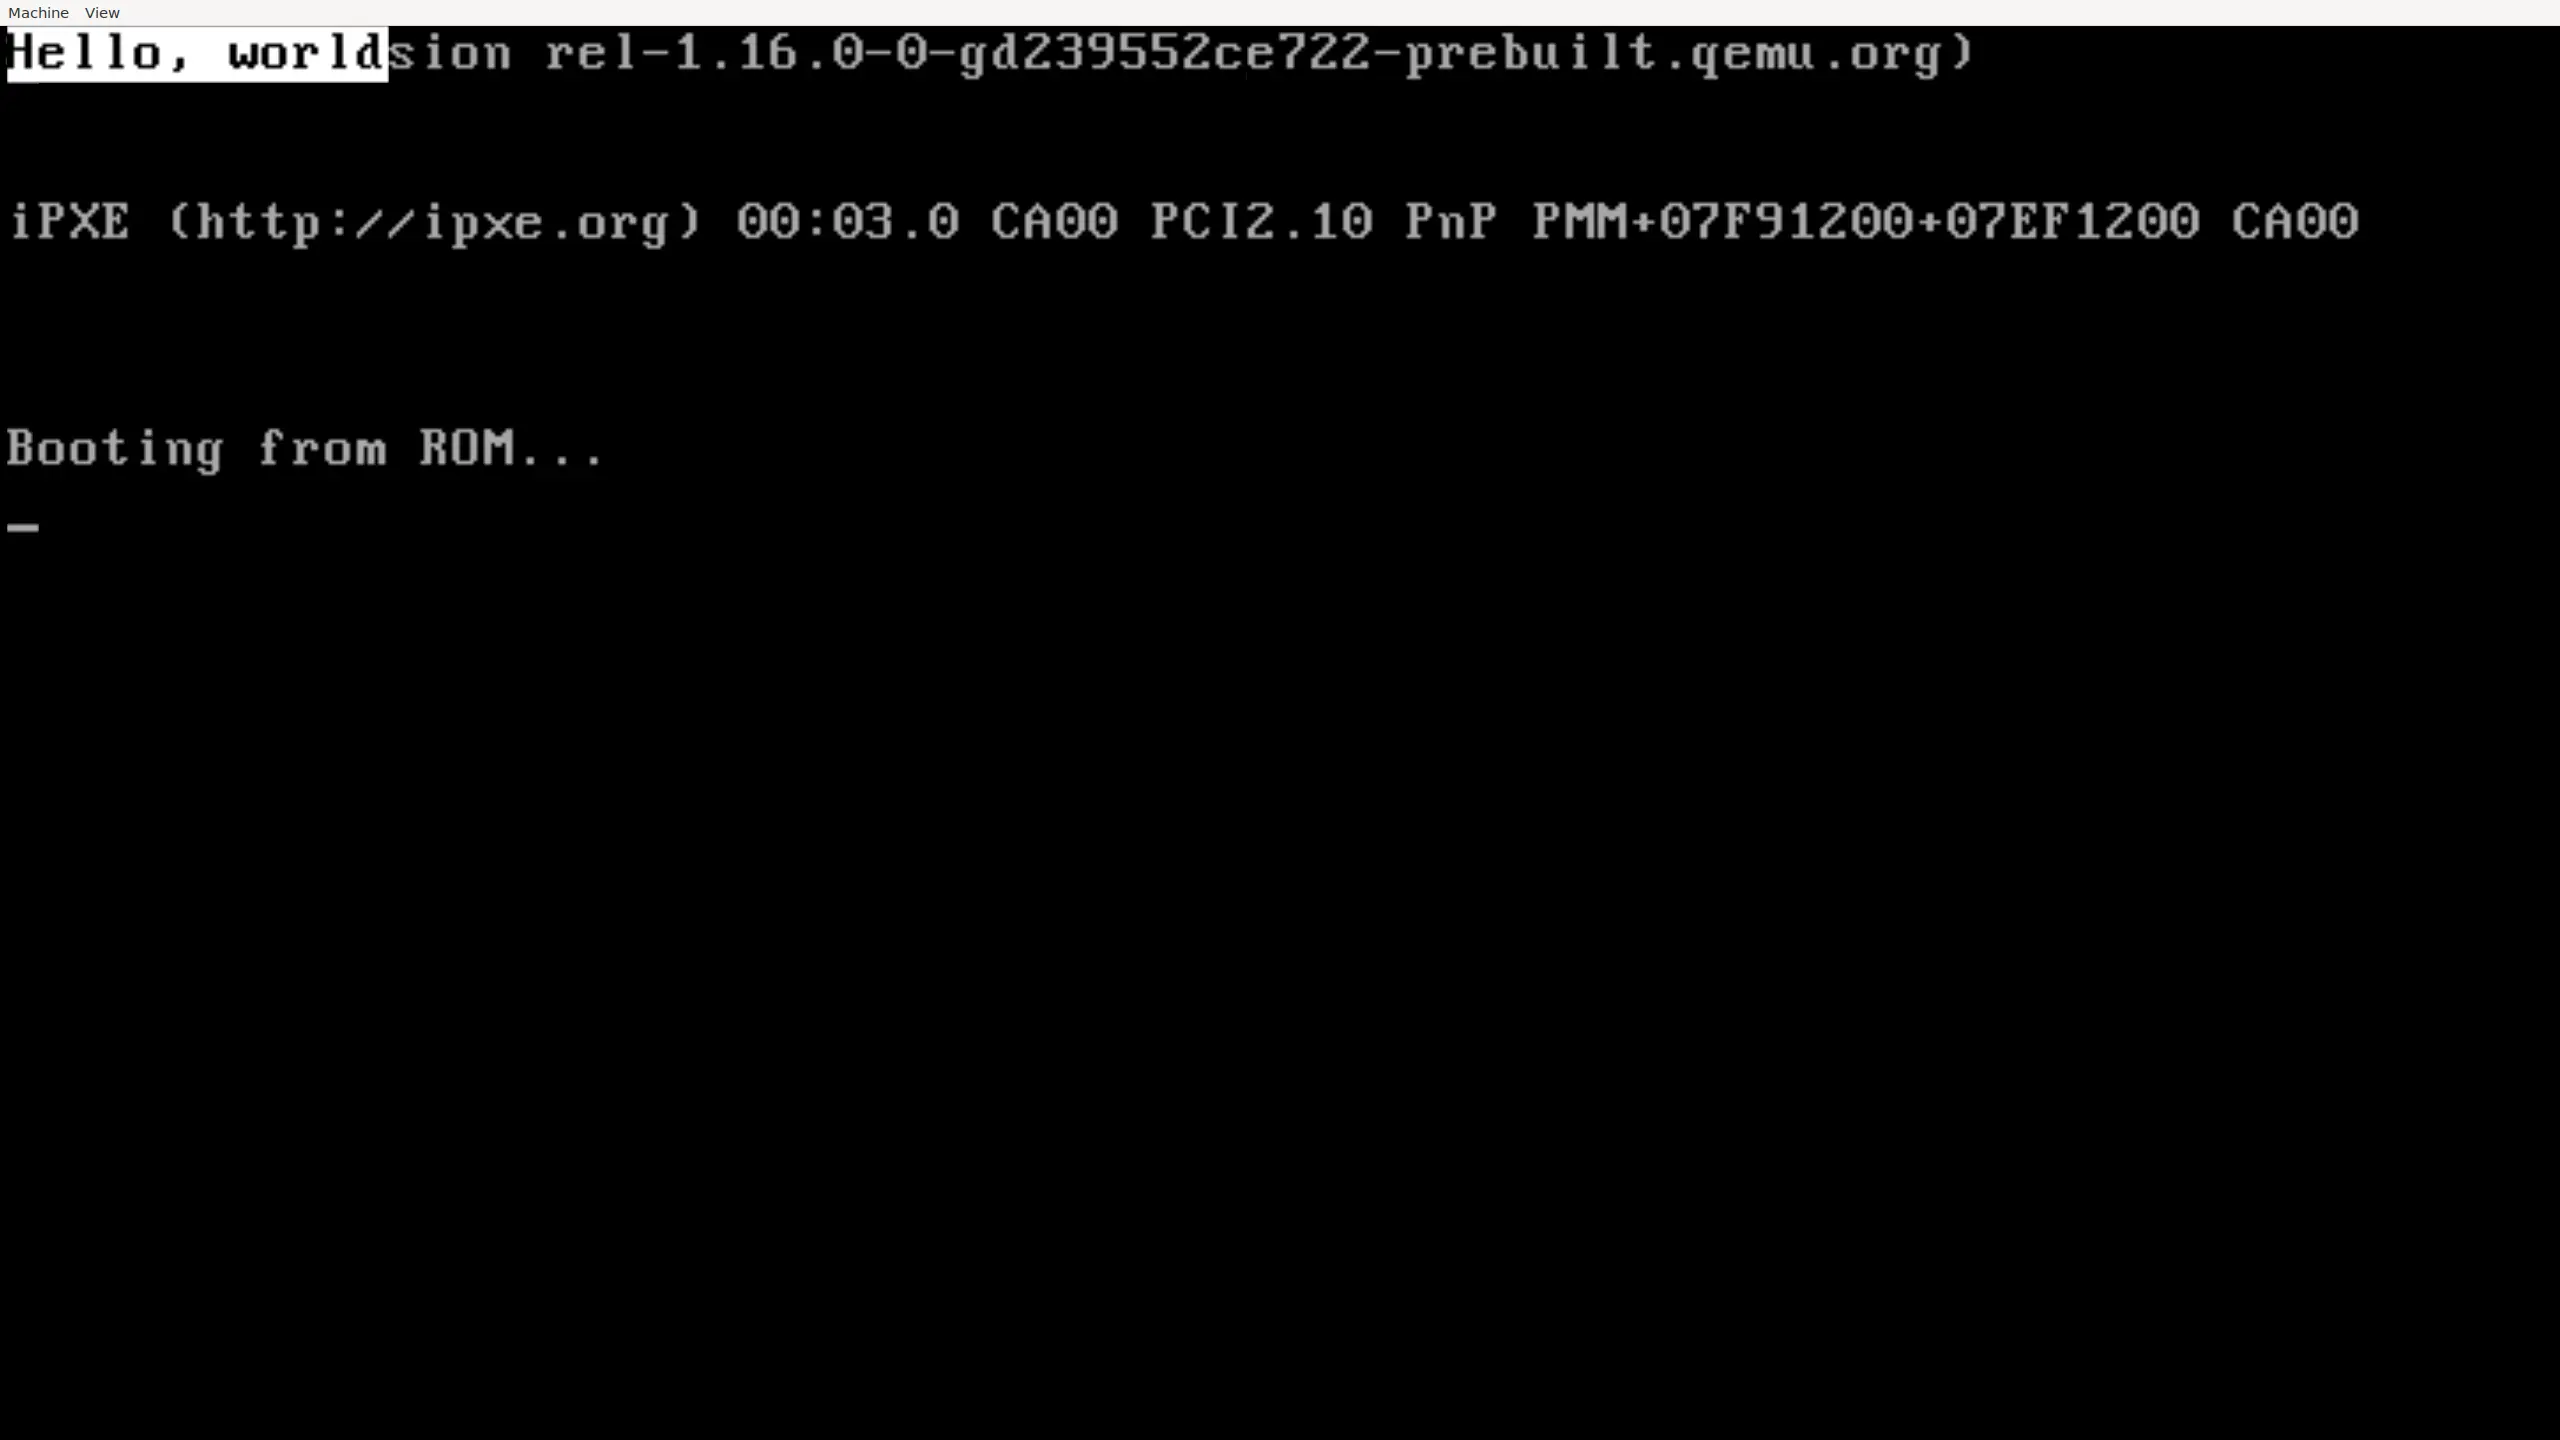 Machine View
Hello, worldsion rel-1.16.0-0-gd239552ce722-prebuilt.qemu.org)
iPXE (http://ipxe.org) 00:03.0 CA00 PCI2.10 PnP PMM+07F91200+07EF1200 CA00
Booting from ROM...
_